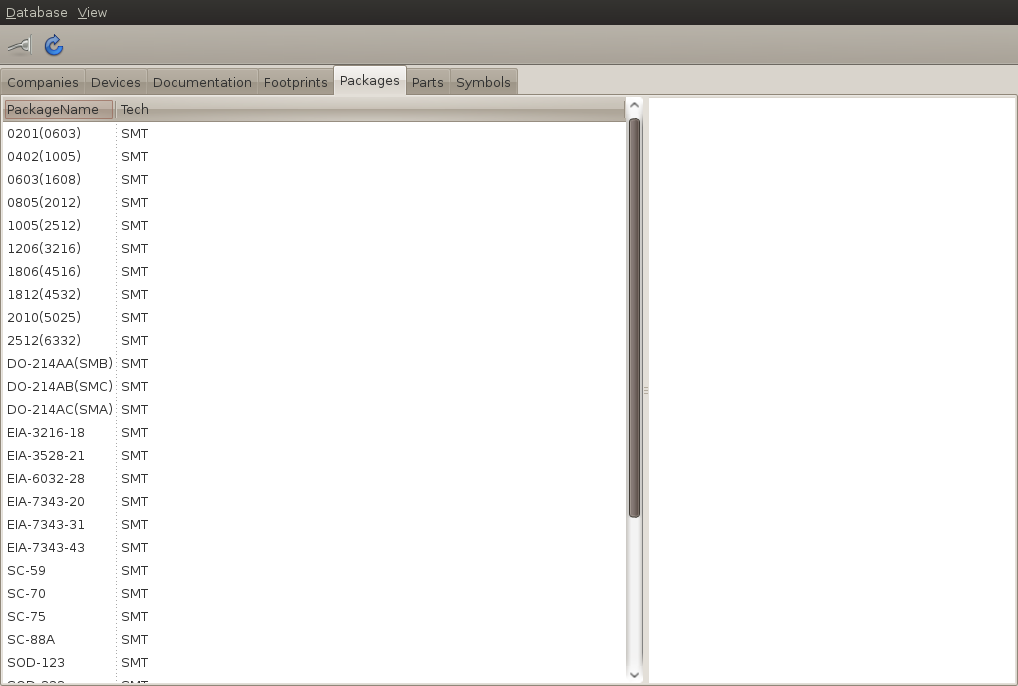 Database View
Companies Devices Documentation Footprints Packages Parts Symbols
PackageName Tech
0201(0603) SMT
0402(1005) SMT
0603(1608) SMT
0805(2012) SMT
1005(2512) SMT
1206(3216) SMT
1806(4516) SMT
1812(4532) SMT
2010(5025) SMT
2512(6332) SMT
DO-214AA(SMB) SMT
DO-214AB(SMC) SMT
DO-214AC(SMA) SMT
EIA-3216-18 SMT
EIA-3528-21 SMT
EIA-6032-28 SMT
EIA-7343-20 SMT
EIA-7343-31 SMT
EIA-7343-43 SMT
SC-59 SMT
SC-70 SMT
SC-75 SMT
SC-88A SMT
SOD-123 SMT